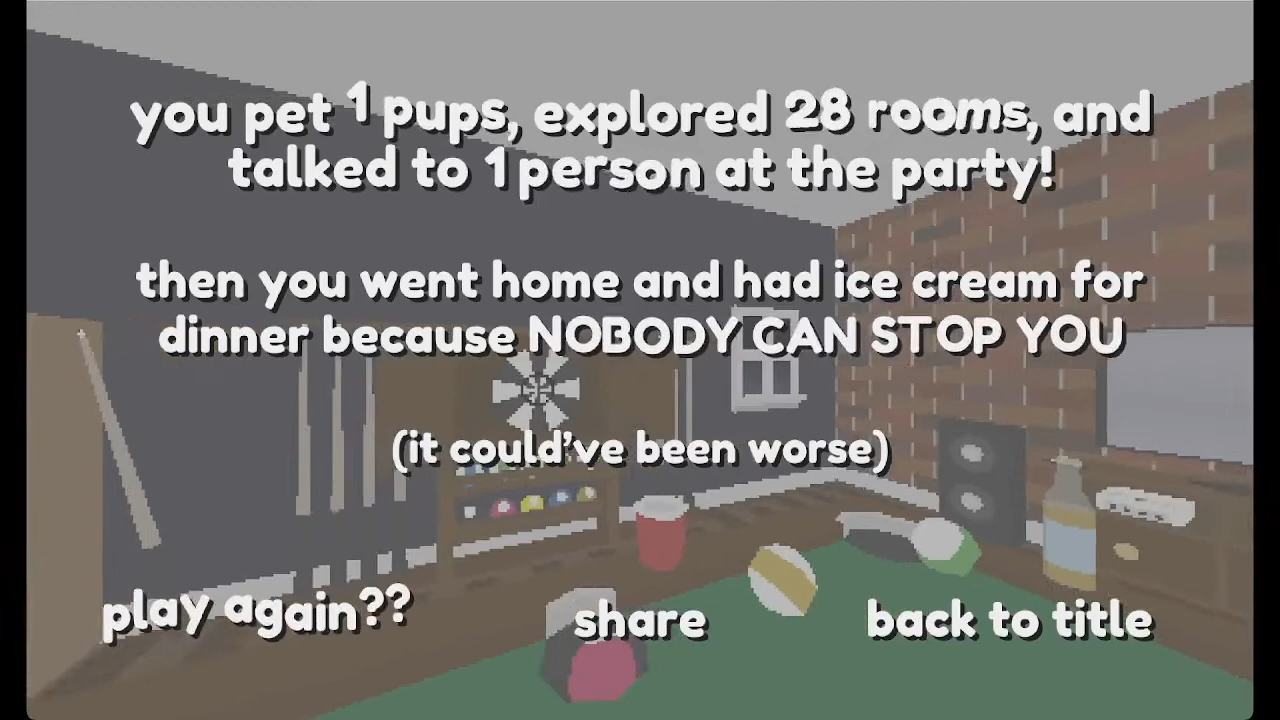 you pet 1 pups, explored 28 rooms, and
talked to 1 person at the party!
then you went home and had ice cream for
dinner because NOBODY CAN STOP YOU
(it could've been worse)
play again??
share
back to title